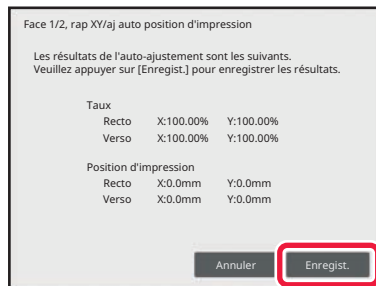 Face 1/2, rap XY/aj auto position d'impression
Les résultats de l'auto-ajustement sont les suivants.
Veuillez appuyer sur [Enregist.] pour enregistrer les résultats.
Taux
Recto X:100.00% Y:100.00%
Verso X:100.00% Y:100.00%
Position d'impression
Recto X:0.0mm Y:0.0mm
Verso X:0.0mm Y:0.0mm
Annuler Enregist.